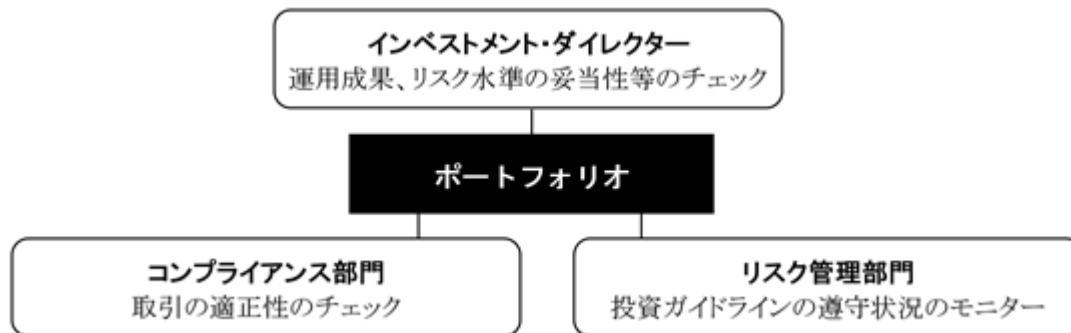 インベストメント・ダイレクター
運用成果、リスク水準の妥当性等のチェック
ポートフォリオ
コンプライアンス部門
取引の適正性のチェック
リスク管理部門
投資ガイドラインの遵守状況のモニター